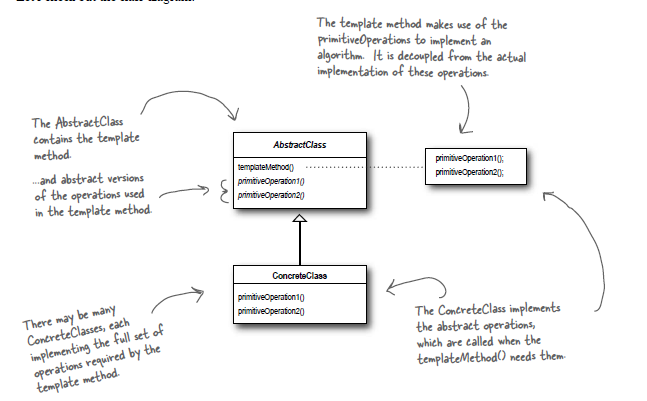 The template method makes use of the
primitiveOperations to implement an
algorithm. It is decoupled from the actual
implementation of these operations.
The AbstractClass
contains the template
method.
...and abstract versions
of the operations used
in the template method.
AbstractClass
templateMethod()
primitiveOperation1()
primitiveOperation2()
primitiveOperation1();
primitiveOperation2();
ConcreteClass
primitiveOperation1()
primitiveOperation2()
There may be many
ConcreteClasses, each
implementing the full set of
operations required by the
template method.
The ConcreteClass implements
the abstract operations,
which are called when the
templateMethod() needs them.